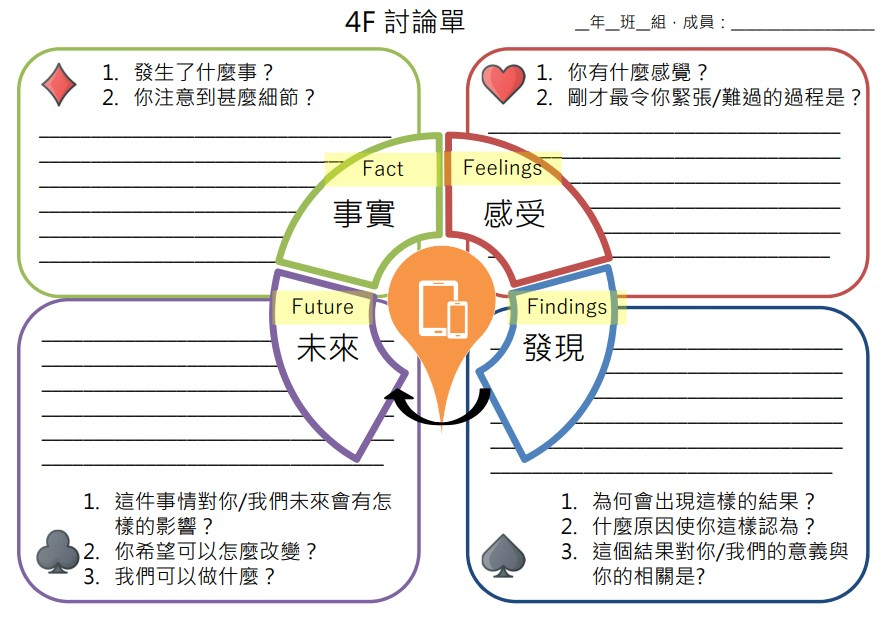 4F 討論單
__年__班__組．成員：__________________
1. 發生了什麼事？
2. 你注意到甚麼細節？
1. 你有什麼感覺？
2. 剛才最令你緊張/難過的過程是？
Fact
事實
Feelings
感受
Future
未來
Findings
發現
1. 這件事情對你/我們未來會有怎
樣的影響？
2. 你希望可以怎麼改變？
3. 我們可以做什麼？
1. 為何會出現這樣的結果？
2. 什麼原因使你這樣認為？
3. 這個結果對你/我們的意義與
你的相關是?